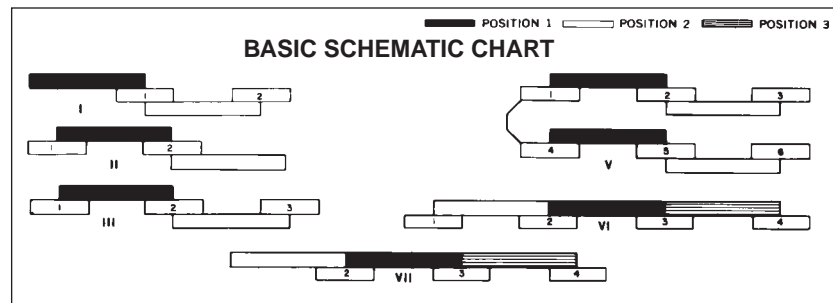 POSITION 1 POSITION 2 POSITION 3
BASIC SCHEMATIC CHART
1 2
I
1 2
II
1 2 3
III
1 2 3
4 5 6
V
1 2 3 4
VI
2 3 4
VII